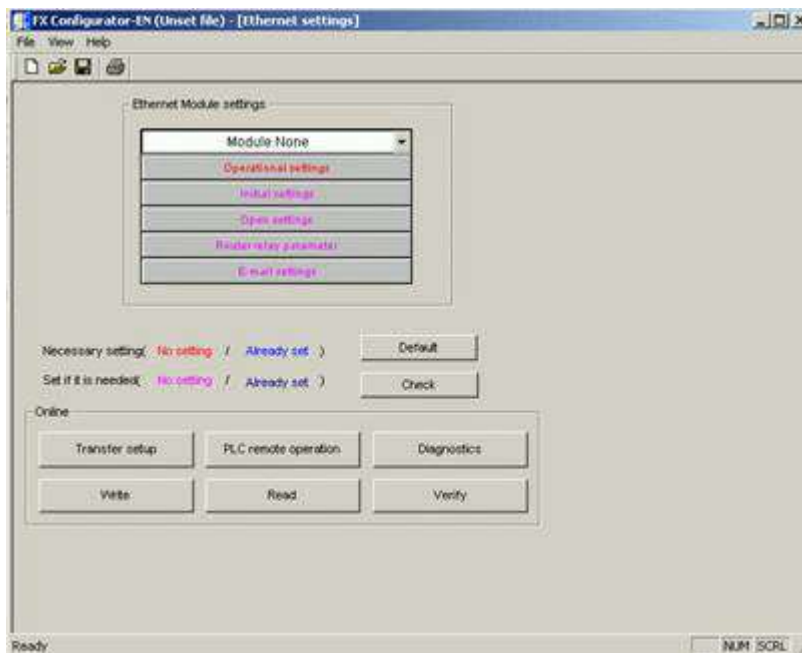 FX Configurator-EN (Unset file) - [Ethernet settings]
File View Help
Ethernet Module settings
Module None
Operational settings
Initial settings
Open settings
Router relay parameter
E-mail settings
Necessary setting( No setting / Already set )
Default
Set if it is needed( No setting / Already set )
Check
Online
Transfer setup PLC remote operation Diagnostics
Write Read Verify
Ready NUM SCRL